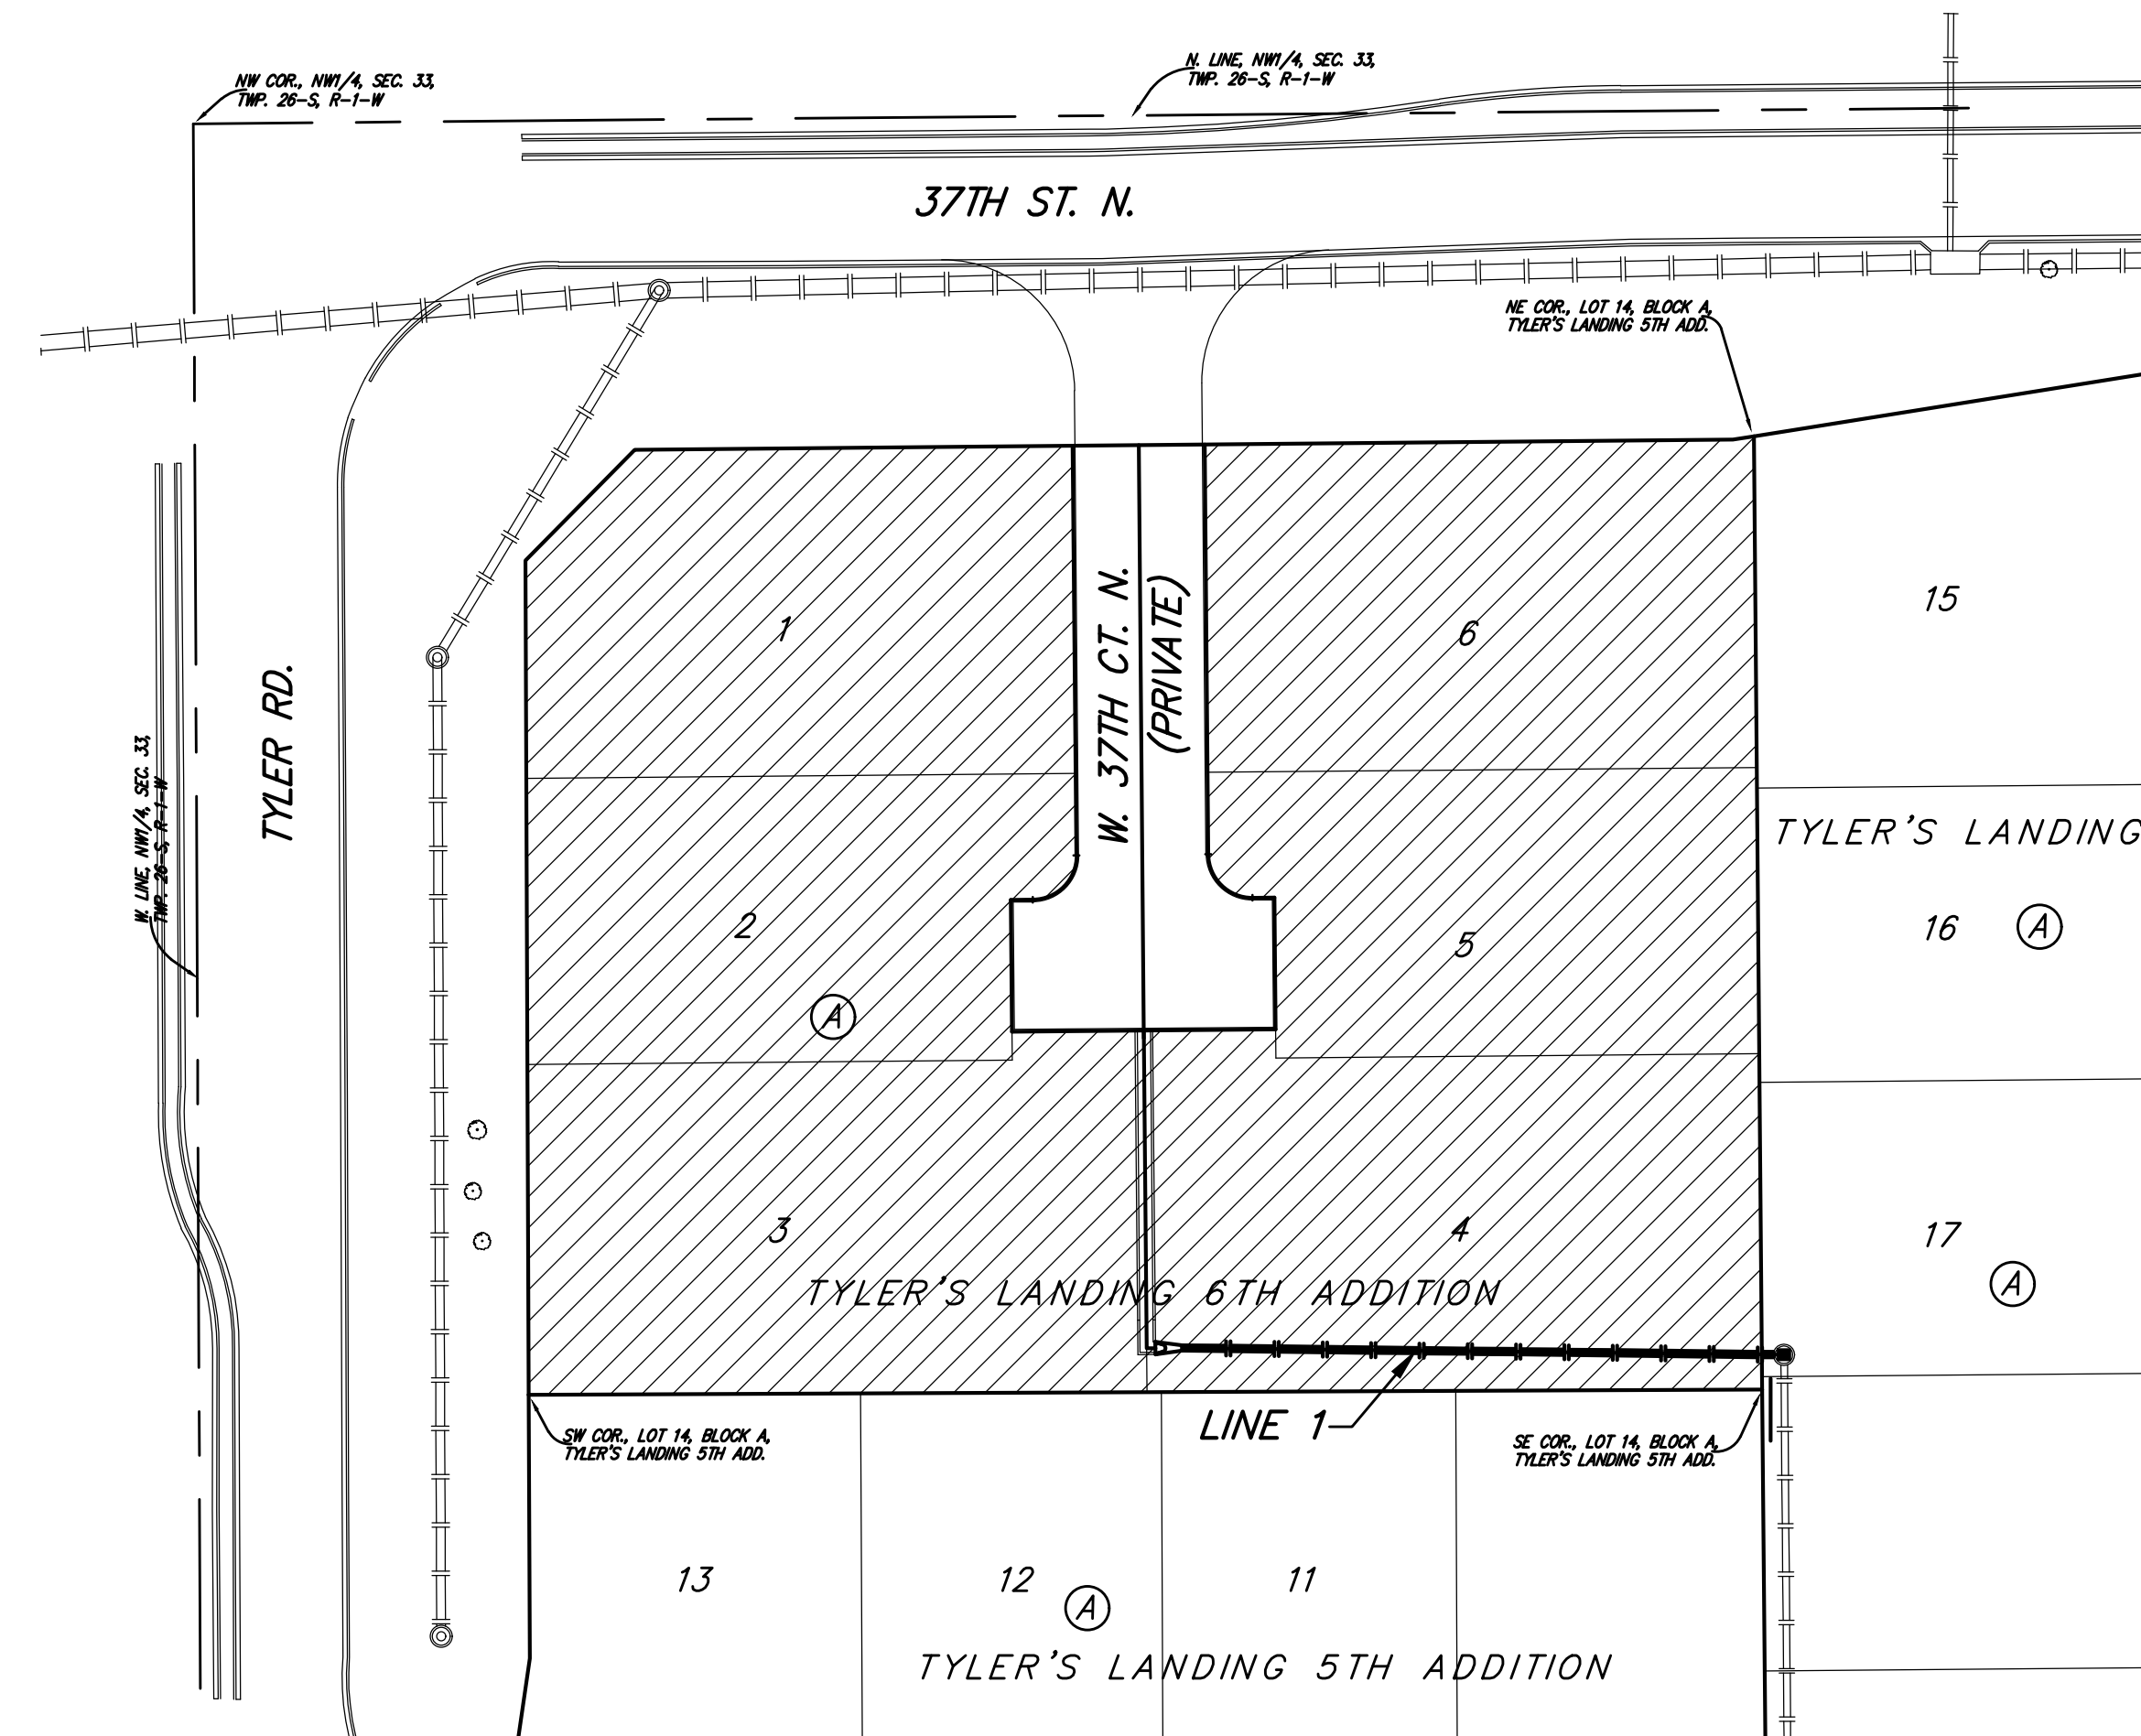 NW COR., NW1/4, SEC. 33,
TWP. 26-S, R-1-W
N. LINE, NW1/4, SEC. 33,
TWP. 26-S, R-1-W
37TH ST. N.
NE COR., LOT 14, BLOCK A,
TYLER'S LANDING 5TH ADD.
TYLER RD.
W. LINE, NW1/4, SEC. 33,
TWP. 26-S, R-1-W
W. 37TH CT. N.
(PRIVATE)
1
6
15
TYLER'S LANDING
2
5
16
A
A
3
4
17
A
TYLER'S LANDING 6TH ADDITION
LINE 1
SW COR., LOT 14, BLOCK A,
TYLER'S LANDING 5TH ADD.
SE COR., LOT 14, BLOCK A,
TYLER'S LANDING 5TH ADD.
13
12
11
A
TYLER'S LANDING 5TH ADDITION